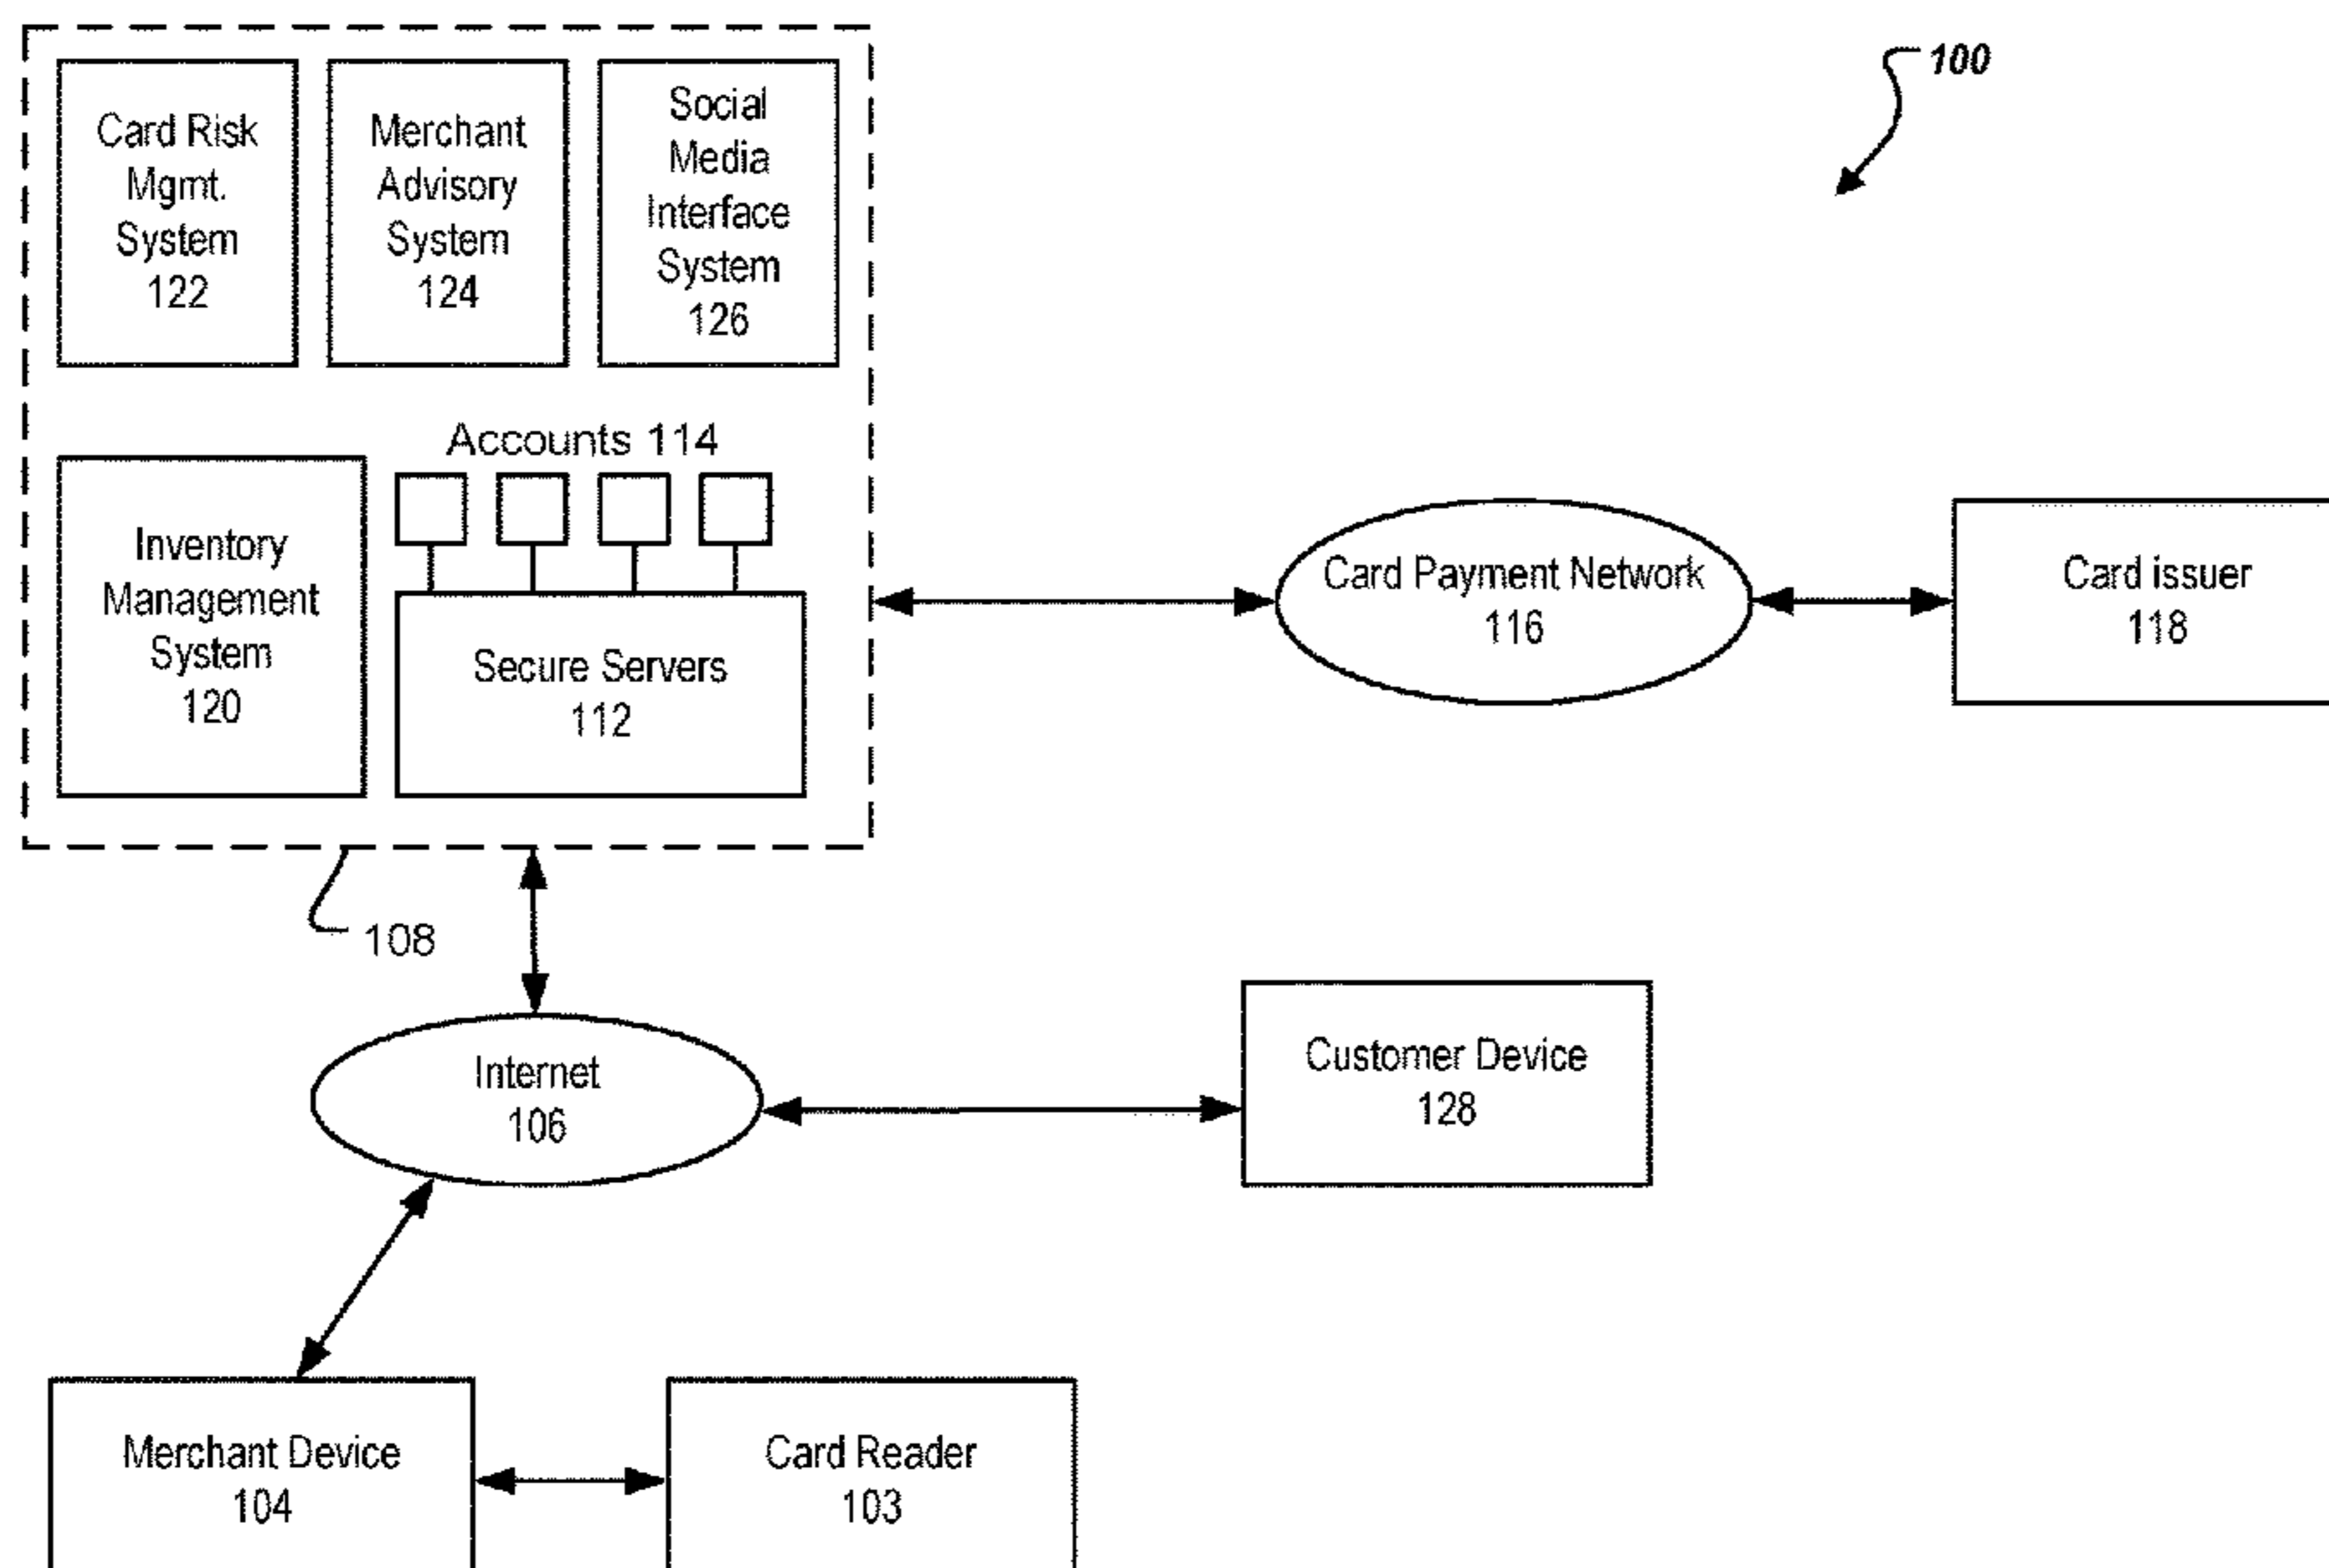 100
Card Risk
Mgmt.
System
122
Merchant
Advisory
System
124
Social
Media
Interface
System
126
Accounts 114
Inventory
Management
System
120
Secure Servers
112
Card Payment Network
116
Card issuer
118
108
Internet
106
Customer Device
128
Merchant Device
104
Card Reader
103